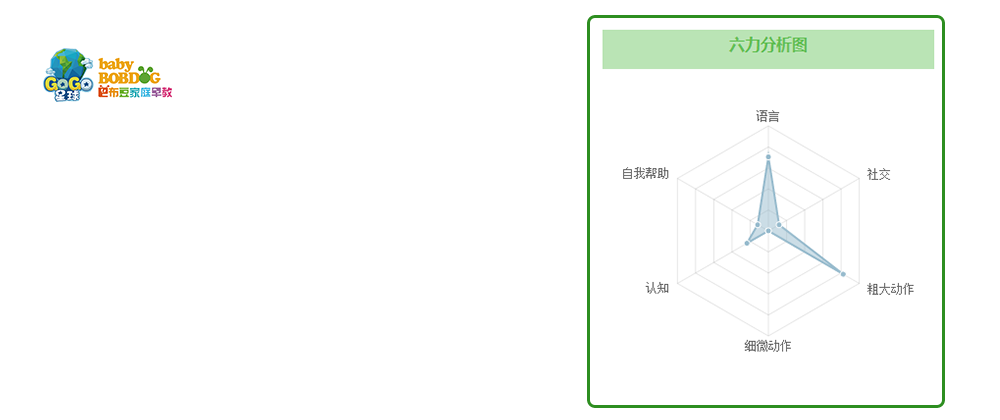 GOGO
星球
baby
BOBDOG
巴布豆家庭早教
六力分析图
语言
自我帮助
社交
认知
粗大动作
细微动作